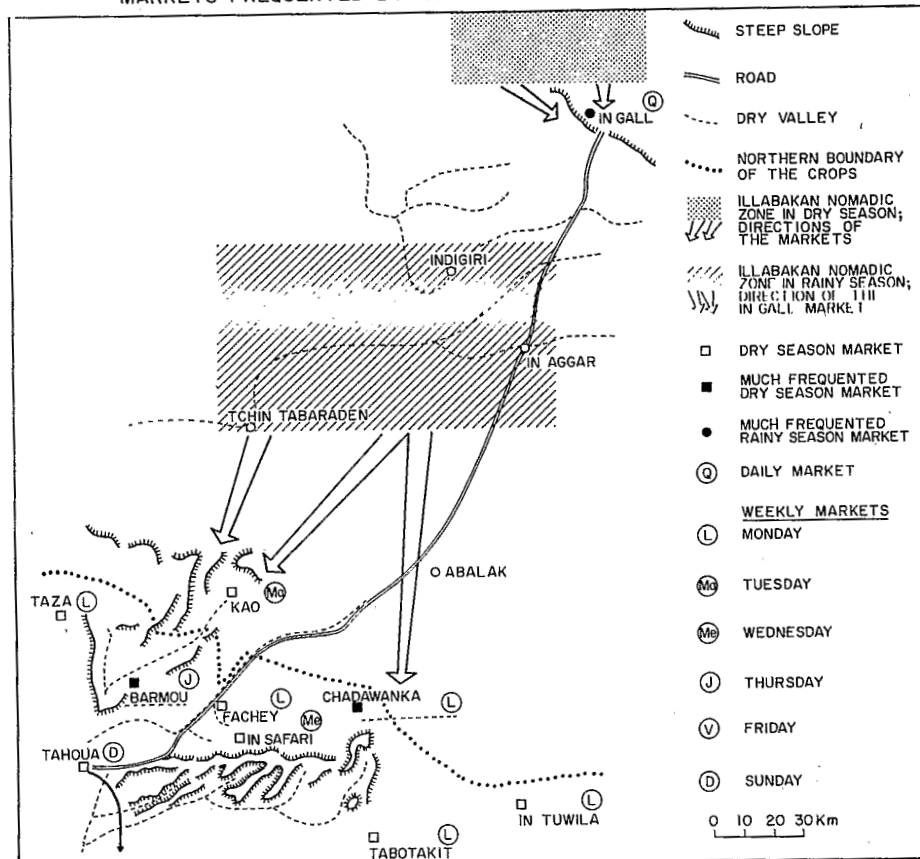 STEEP SLOPE
ROAD
DRY VALLEY
NORTHERN BOUNDARY
OF THE CROPS
ILLABAKAN NOMADIC
ZONE IN DRY SEASON;
DIRECTIONS OF
THE MARKETS
ILLABAKAN NOMADIC
ZONE IN RAINY SEASON;
DIRECTION OF THE
IN GALL MARKET
DRY SEASON MARKET
MUCH FREQUENTED
DRY SEASON MARKET
MUCH FREQUENTED
RAINY SEASON MARKET
Q DAILY MARKET
WEEKLY MARKETS
L MONDAY
Ma TUESDAY
Me WEDNESDAY
J THURSDAY
V FRIDAY
D SUNDAY
0 10 20 30 Km
Q
IN GALL
INDIGIRI
IN AGGAR
TCHIN TABARADEN
ABALAK
KAO Ma
TAZA L
BARMOU J
FACHEY L
CHADAWANKA L
IN SAFARI Me
TAHOUA D
IN TUWILA L
TABOTAKIT L